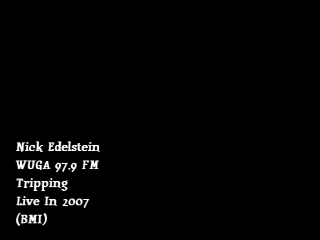 Nick Edelstein
WUGA 97.9 FM
Tripping
Live In 2007
(BMI)